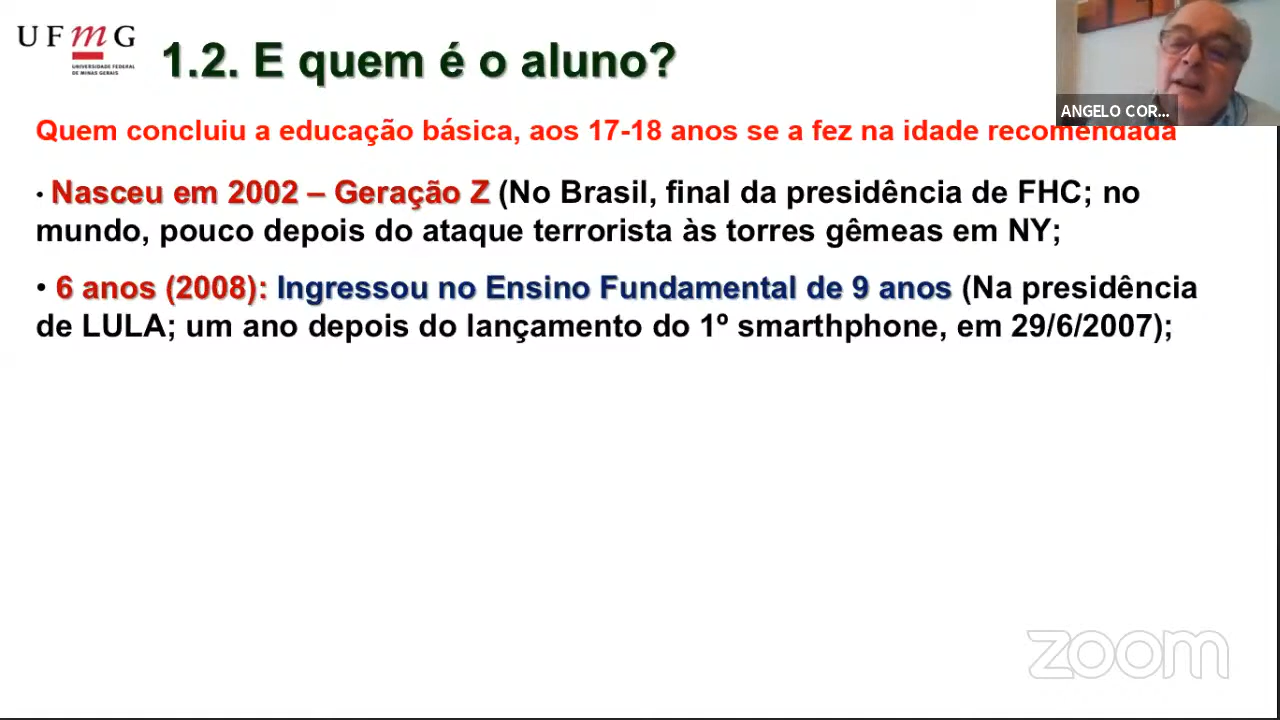 UFmG
UNIVERSIDADE FEDERAL
DE MINAS GERAIS
1.2. E quem é o aluno?
ANGELO COR...
Quem concluiu a educação básica, aos 17-18 anos se a fez na idade recomendada
• Nasceu em 2002 – Geração Z (No Brasil, final da presidência de FHC; no
mundo, pouco depois do ataque terrorista às torres gêmeas em NY;
• 6 anos (2008): Ingressou no Ensino Fundamental de 9 anos (Na presidência
de LULA; um ano depois do lançamento do 1º smarthphone, em 29/6/2007);
zoom